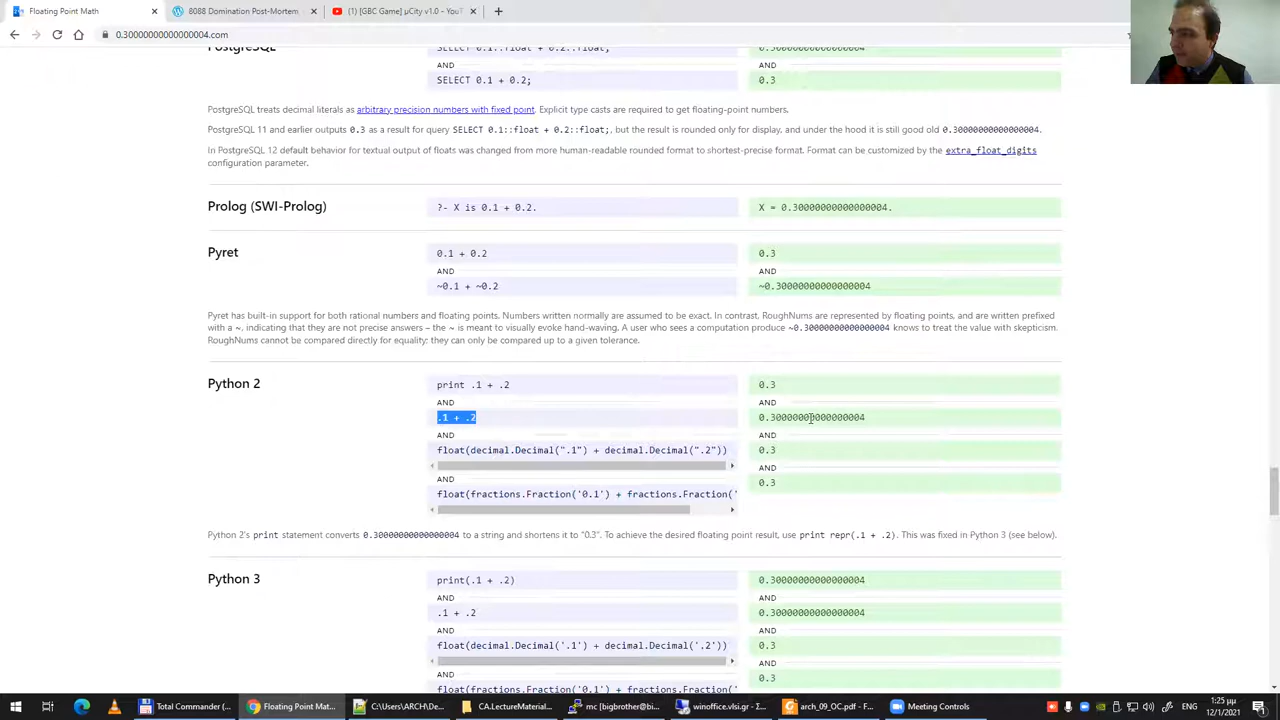 Floating Point Math
8088 Domination Post-Mortem
(1) [GBC Game] µCity v1.0 – YouT
0.30000000000000004.com
PostgreSQL
SELECT 0.1::float + 0.2::float;
0.30000000000000004
AND
AND
SELECT 0.1 + 0.2;
0.3
PostgreSQL treats decimal literals as arbitrary precision numbers with fixed point. Explicit type casts are required to get floating-point numbers.
PostgreSQL 11 and earlier outputs 0.3 as a result for query SELECT 0.1::float + 0.2::float;, but the result is rounded only for display, and under the hood it is still good old 0.30000000000000004.
In PostgreSQL 12 default behavior for textual output of floats was changed from more human-readable rounded format to shortest-precise format. Format can be customized by the extra_float_digits
configuration parameter.
Prolog (SWI-Prolog)
?- X is 0.1 + 0.2.
X = 0.30000000000000004.
Pyret
0.1 + 0.2
0.3
AND
AND
~0.1 + ~0.2
~0.30000000000000004
Pyret has built-in support for both rational numbers and floating points. Numbers written normally are assumed to be exact. In contrast, RoughNums are represented by floating points, and are written prefixed
with a ~, indicating that they are not precise answers – the ~ is meant to visually evoke hand-waving. A user who sees a computation produce ~0.30000000000000004 knows to treat the value with skepticism.
RoughNums cannot be compared directly for equality; they can only be compared up to a given tolerance.
Python 2
print .1 + .2
0.3
AND
AND
.1 + .2
0.30000000000000004
AND
AND
float(decimal.Decimal(".1") + decimal.Decimal(".2"))
0.3
AND
AND
float(fractions.Fraction('0.1') + fractions.Fraction('
0.3
Python 2's print statement converts 0.30000000000000004 to a string and shortens it to "0.3". To achieve the desired floating point result, use print repr(.1 + .2). This was fixed in Python 3 (see below).
Python 3
print(.1 + .2)
0.30000000000000004
AND
AND
.1 + .2
0.30000000000000004
AND
AND
float(decimal.Decimal('.1') + decimal.Decimal('.2'))
0.3
AND
AND
float(fractions.Fraction('0.1') + fractions.Fraction('
0.3
Total Commander (...
Floating Point Mat...
C:\Users\ARCH\De...
CA.LectureMaterial...
mc [bigbrother@bi...
winoffice.vlsi.gr - ...
arch_09_OC.pdf - F...
Meeting Controls
1:25 μμ
12/1/2021